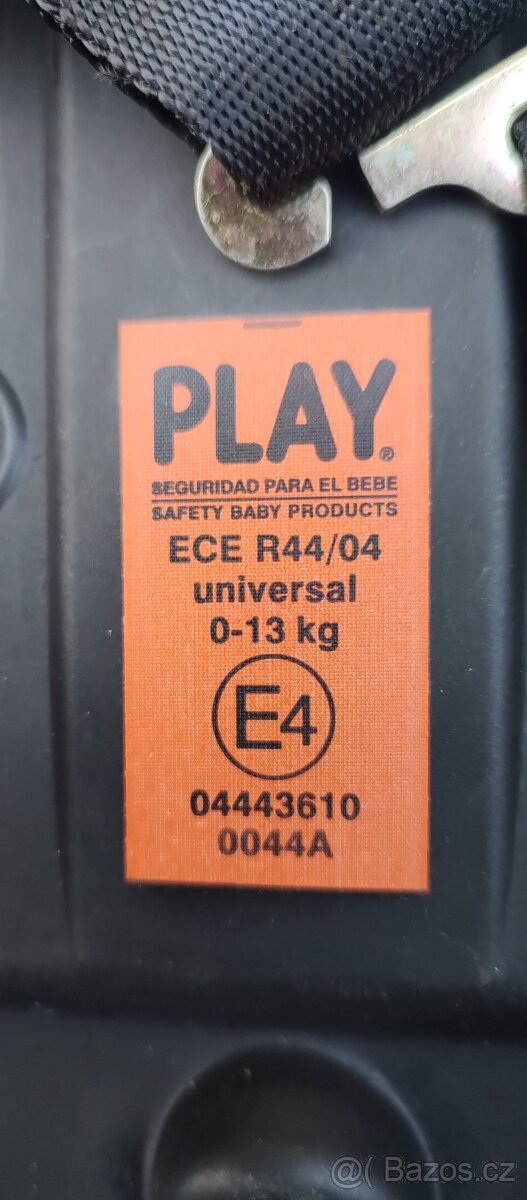 PLAY®
SEGURIDAD PARA EL BEBE
SAFETY BABY PRODUCTS
ECE R44/04
universal
0-13 kg
E4
04443610
0044A
@( Bazos.cz